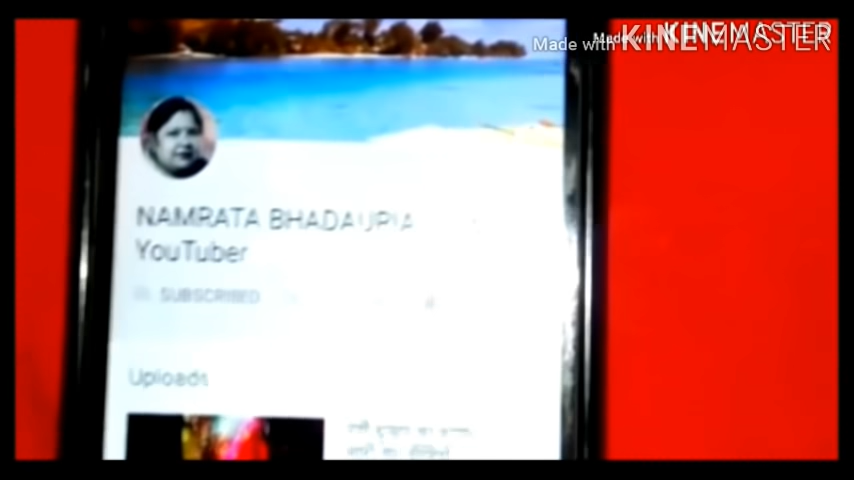 Made with KINEMASTER
NAMRATA BHADAURIA
YouTuber
SUBSCRIBED
Uploads